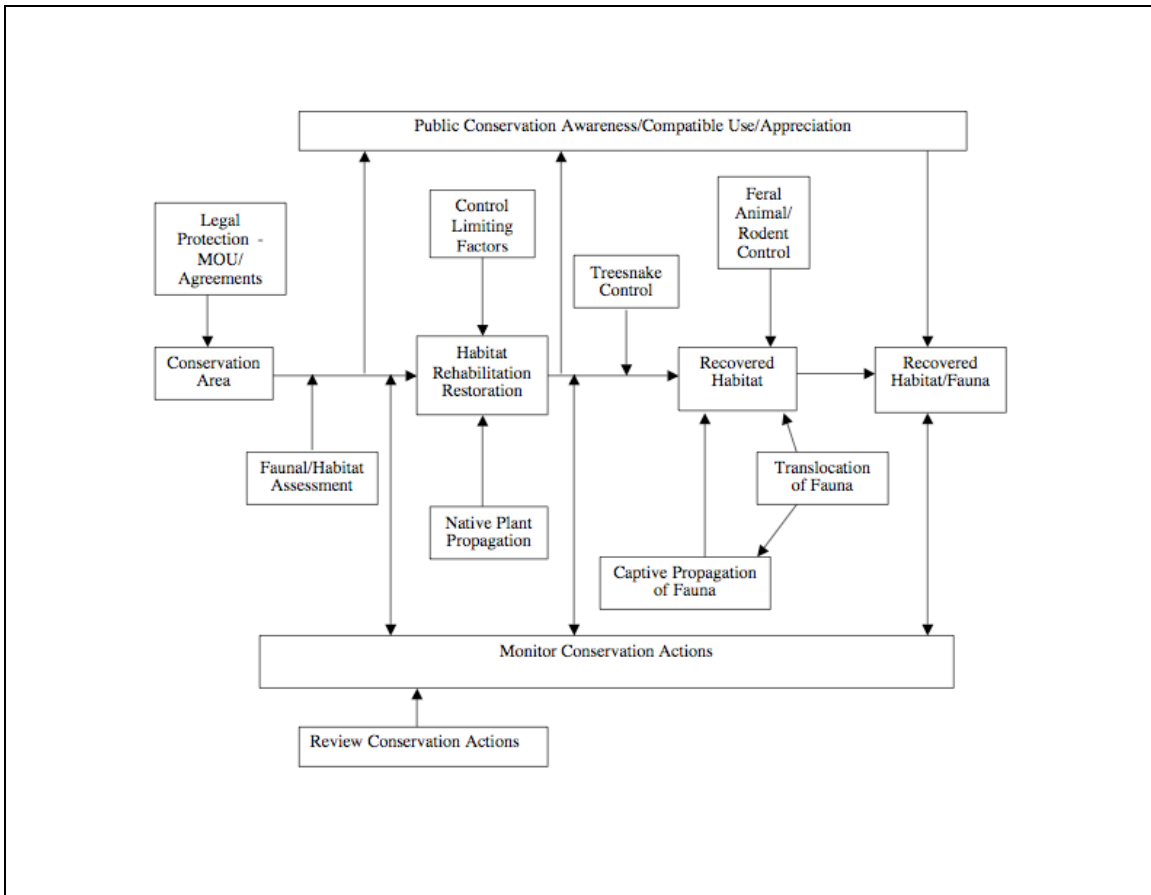 Public Conservation Awareness/Compatible Use/Appreciation
Legal
Protection -
MOU/
Agreements
Control
Limiting
Factors
Feral
Animal/
Rodent
Control
Treesnake
Control
Conservation
Area
Habitat
Rehabilitation
Restoration
Recovered
Habitat
Recovered
Habitat/Fauna
Faunal/Habitat
Assessment
Translocation
of Fauna
Native Plant
Propagation
Captive Propagation
of Fauna
Monitor Conservation Actions
Review Conservation Actions